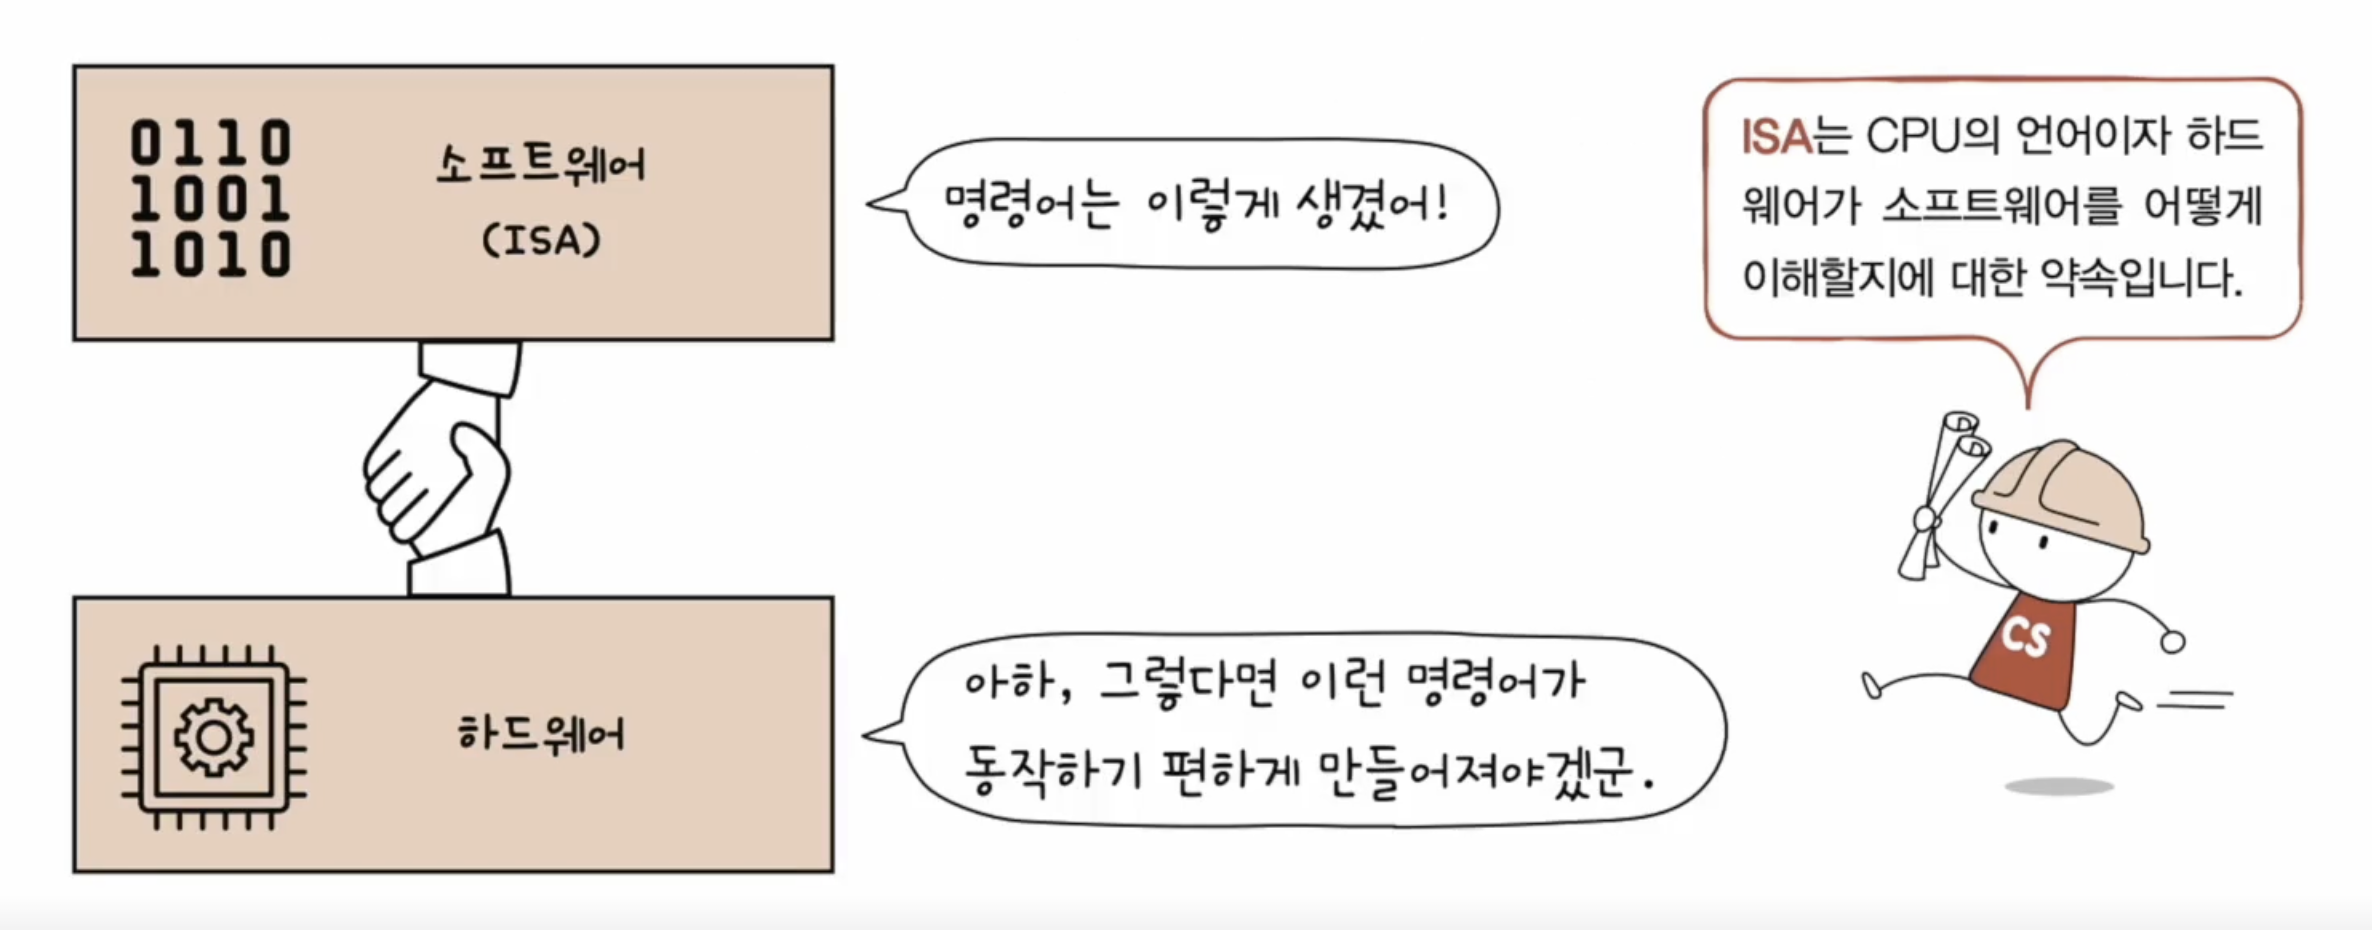 0110
1001
1010
소프트웨어
(ISA)
명령어는 이렇게 생겼어!
ISA는 CPU의 언어이자 하드
웨어가 소프트웨어를 어떻게
이해할지에 대한 약속입니다.
CS
하드웨어
아하, 그렇다면 이런 명령어가
동작하기 편하게 만들어져야겠군.